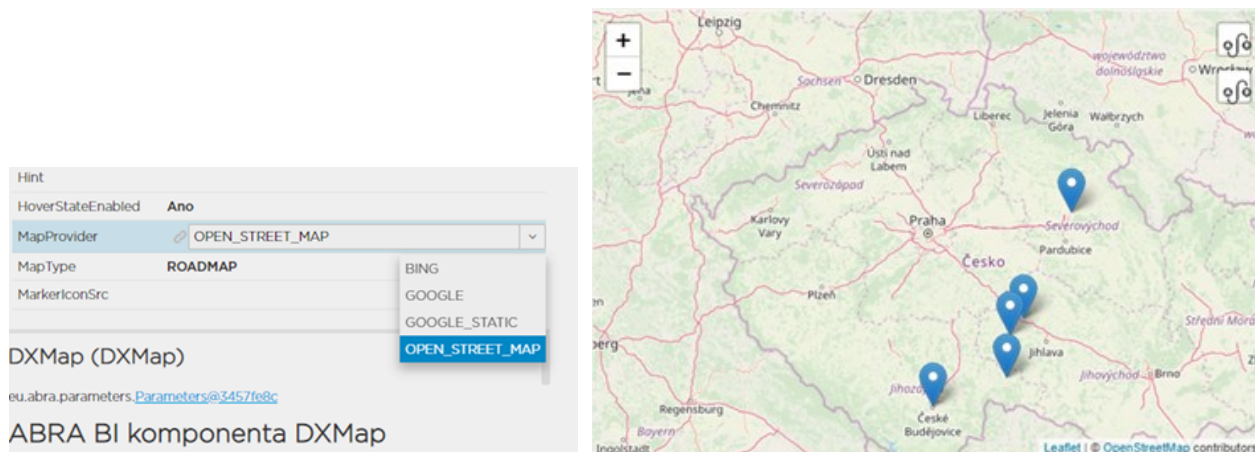 Hint
HoverStateEnabled Ano
MapProvider OPEN_STREET_MAP
MapType ROADMAP
MarkerIconSrc
BING
GOOGLE
GOOGLE_STATIC
OPEN_STREET_MAP
DXMap (DXMap)
eu.abra.parameters.Parameters@3457fe8c
ABRA BI komponenta DXMap
+
−
Leipzig
województwo
dolnośląskie
Sachsen
Dresden
Chemnitz
Liberec
Jelenia
Góra
Wałbrzych
Ústí nad
Labem
Severozápad
Karlovy
Vary
Praha
Severovýchod
Pardubice
Česko
Plzeň
Jihlava
Jihovýchod
Brno
České
Budějovice
Regensburg
Bayern
Ingolstadt
Leaflet | © OpenStreetMap contributors